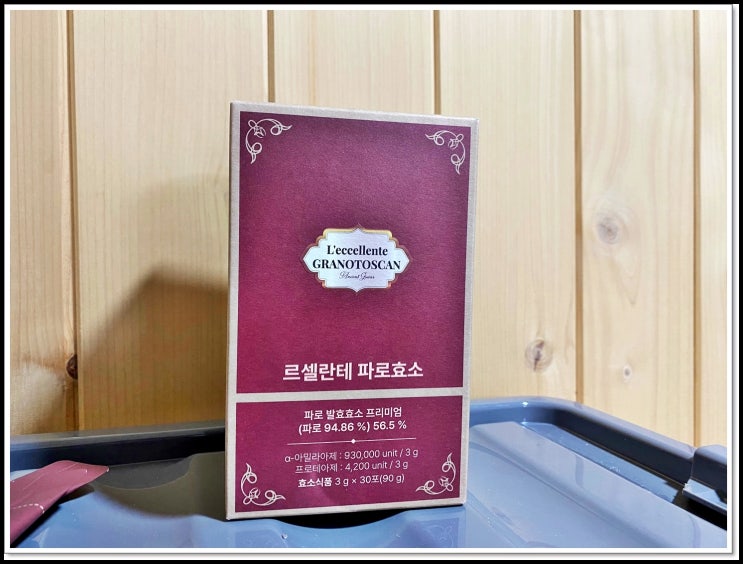 L'eccellente
GRANOTOSCAN
Ancient Grains
르셀란테 파로효소
파로 발효효소 프리미엄
(파로 94.86 %) 56.5 %
α-아밀라아제 : 930,000 unit / 3 g
프로테아제 : 4,200 unit / 3 g
효소식품 3 g × 30포(90 g)